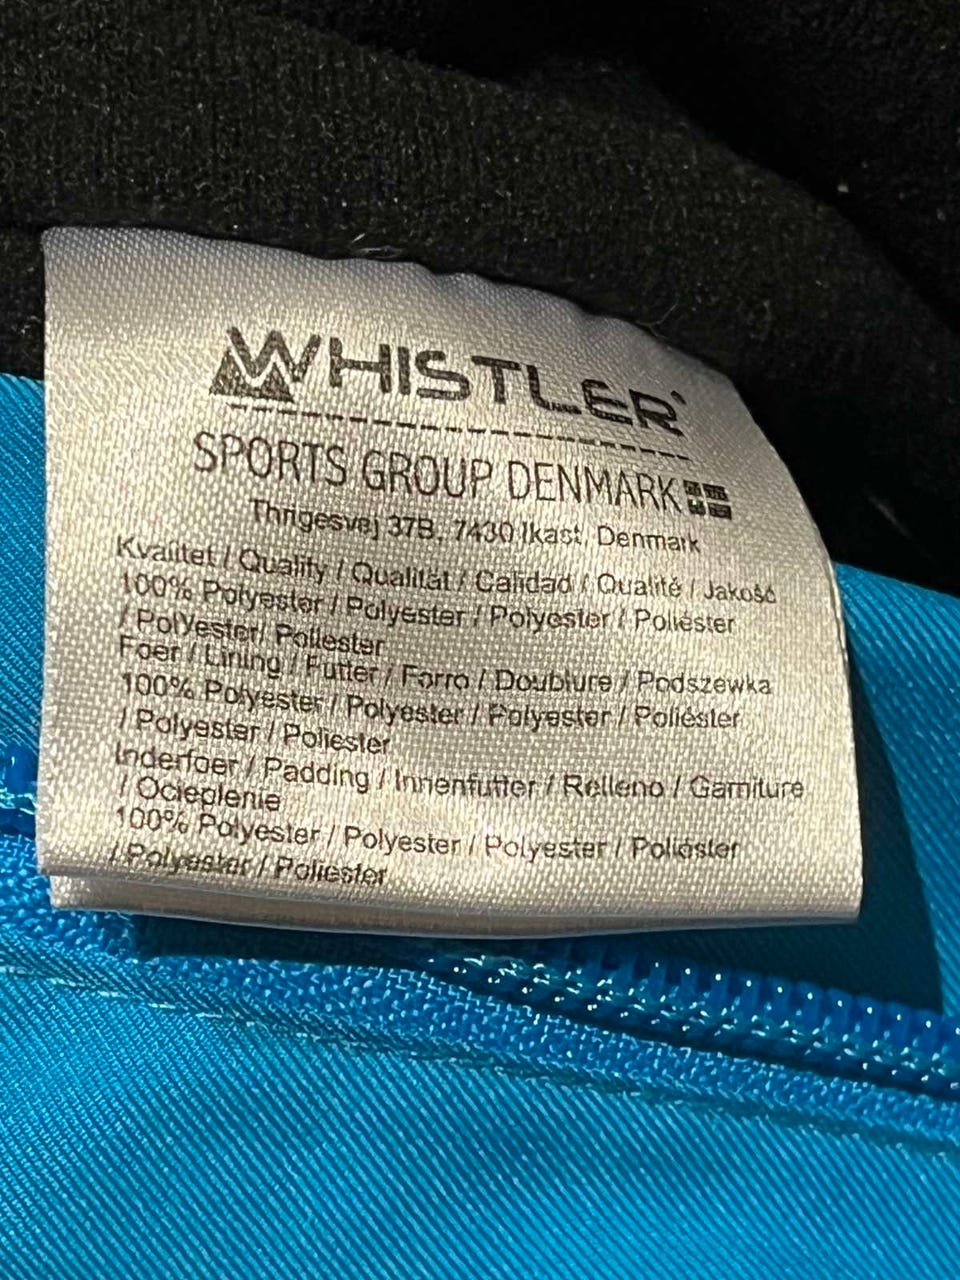 WHISTLER
SPORTS GROUP DENMARK
Thrigesvej 37B, 7430 Ikast, Denmark
Kvalitet / Quality / Qualität / Calidad / Qualité / Jakość
100% Polyester / Polyester / Polyester / Poliéster
/ Polyester/ Poliester
Foer / Lining / Futter / Forro / Doublure / Podszewka
100% Polyester / Polyester / Polyester / Poliéster
/ Polyester / Poliester
Inderfoer / Padding / Innenfutter / Relleno / Garniture
/ Ocieplenie
100% Polyester / Polyester / Polyester / Poliéster
/ Polyester / Poliester